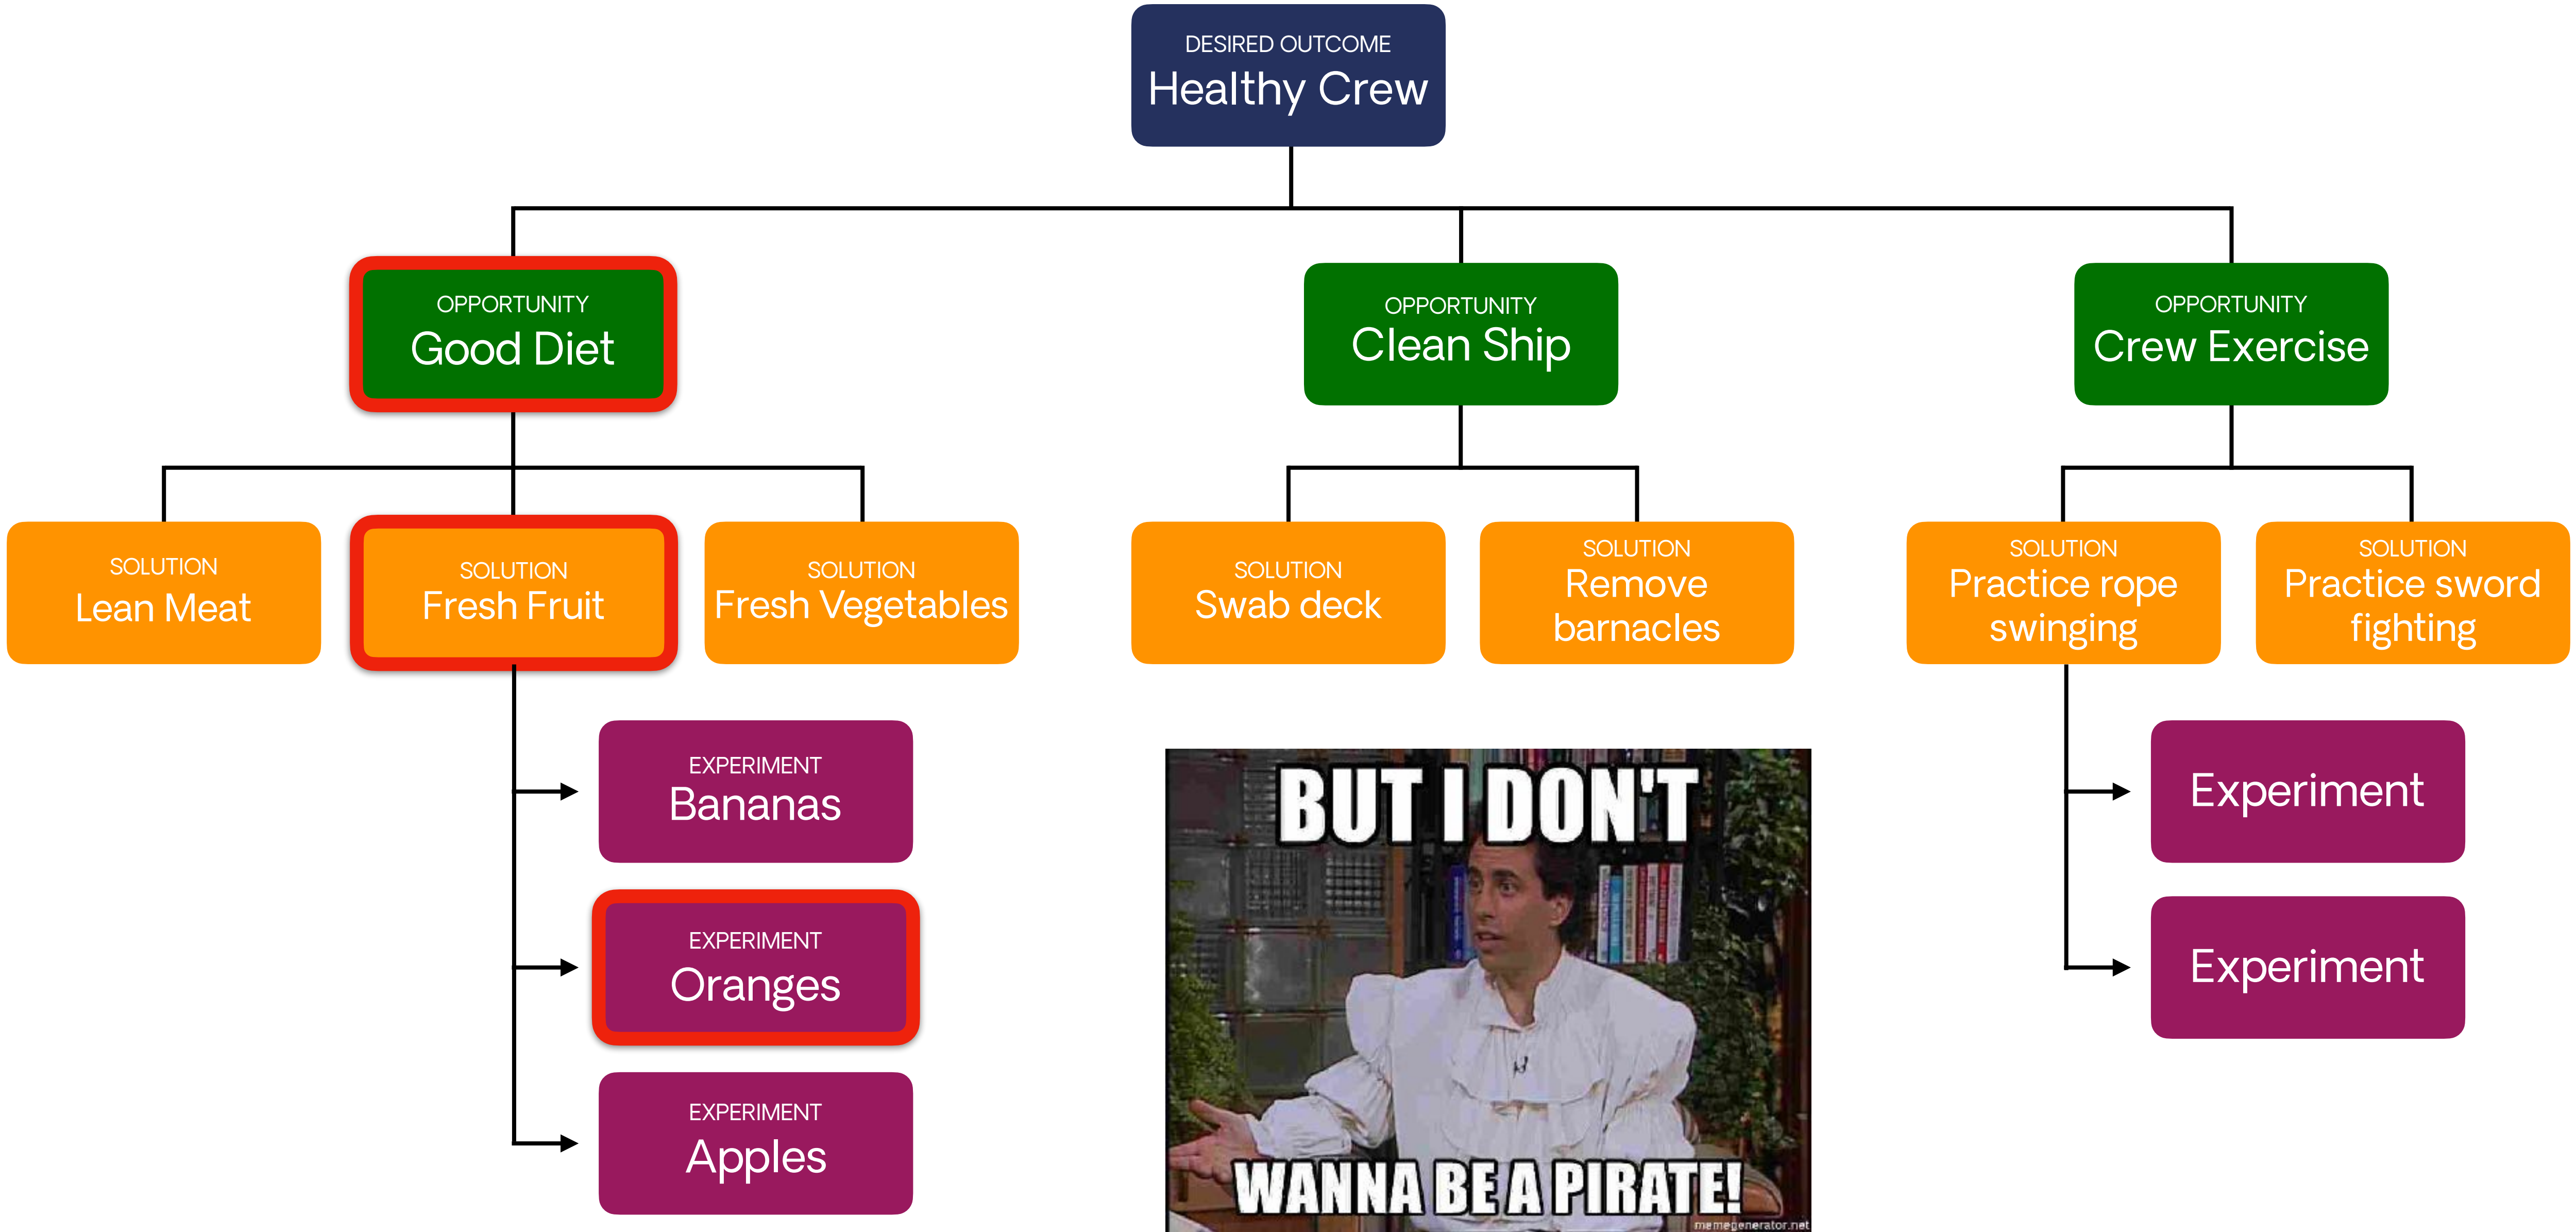 DESIRED OUTCOME
Healthy Crew
OPPORTUNITY
Good Diet
OPPORTUNITY
Clean Ship
OPPORTUNITY
Crew Exercise
SOLUTION
Lean Meat
SOLUTION
Fresh Fruit
SOLUTION
Fresh Vegetables
SOLUTION
Swab deck
SOLUTION
Remove
barnacles
SOLUTION
Practice rope
swinging
SOLUTION
Practice sword
fighting
EXPERIMENT
Bananas
EXPERIMENT
Oranges
EXPERIMENT
Apples
BUT I DON'T
WANNA BE A PIRATE!
memegenerator.net
Experiment
Experiment